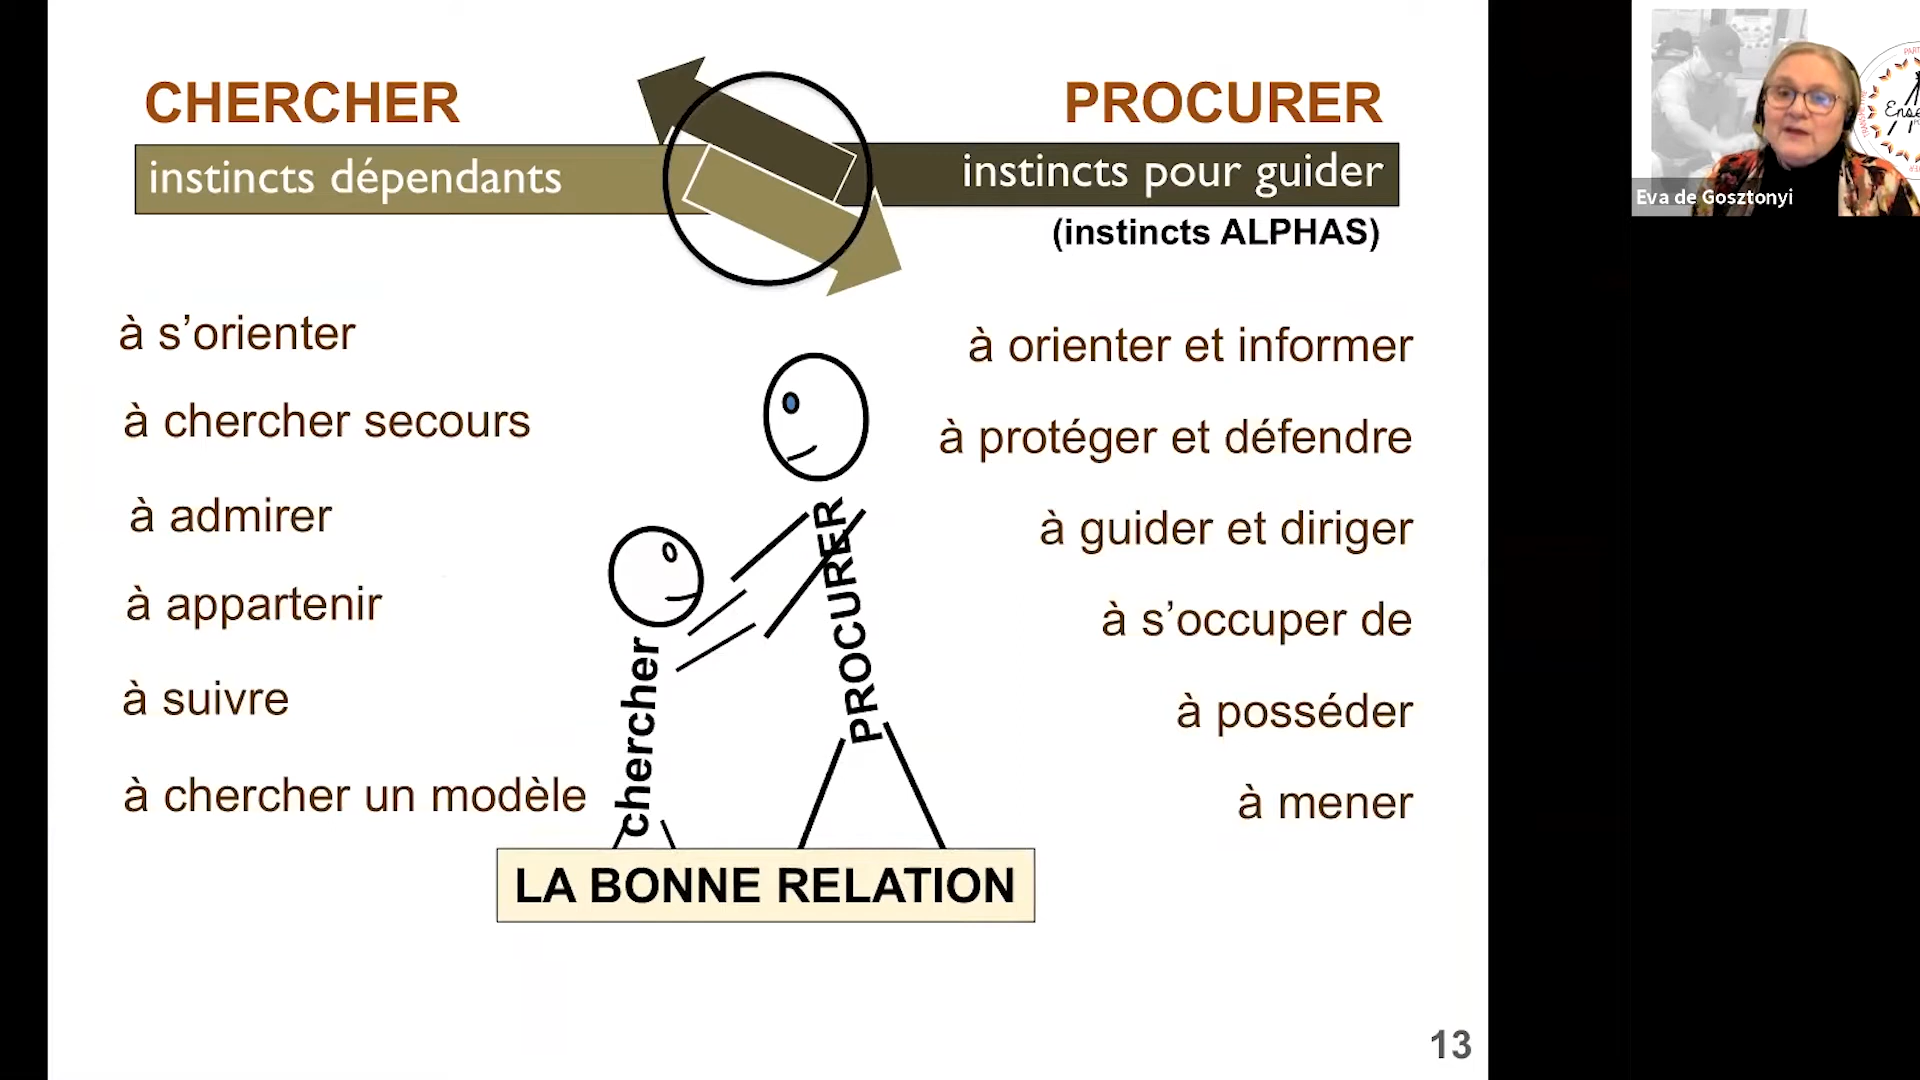 CHERCHER
instincts dépendants
à s’orienter
à chercher secours
à admirer
à appartenir
à suivre
à chercher un modèle
PROCURER
instincts pour guider
(instincts ALPHAS)
à orienter et informer
à protéger et défendre
à guider et diriger
à s’occuper de
à posséder
à mener
chercher
PROCURER
LA BONNE RELATION
13
Eva de Gosztonyi